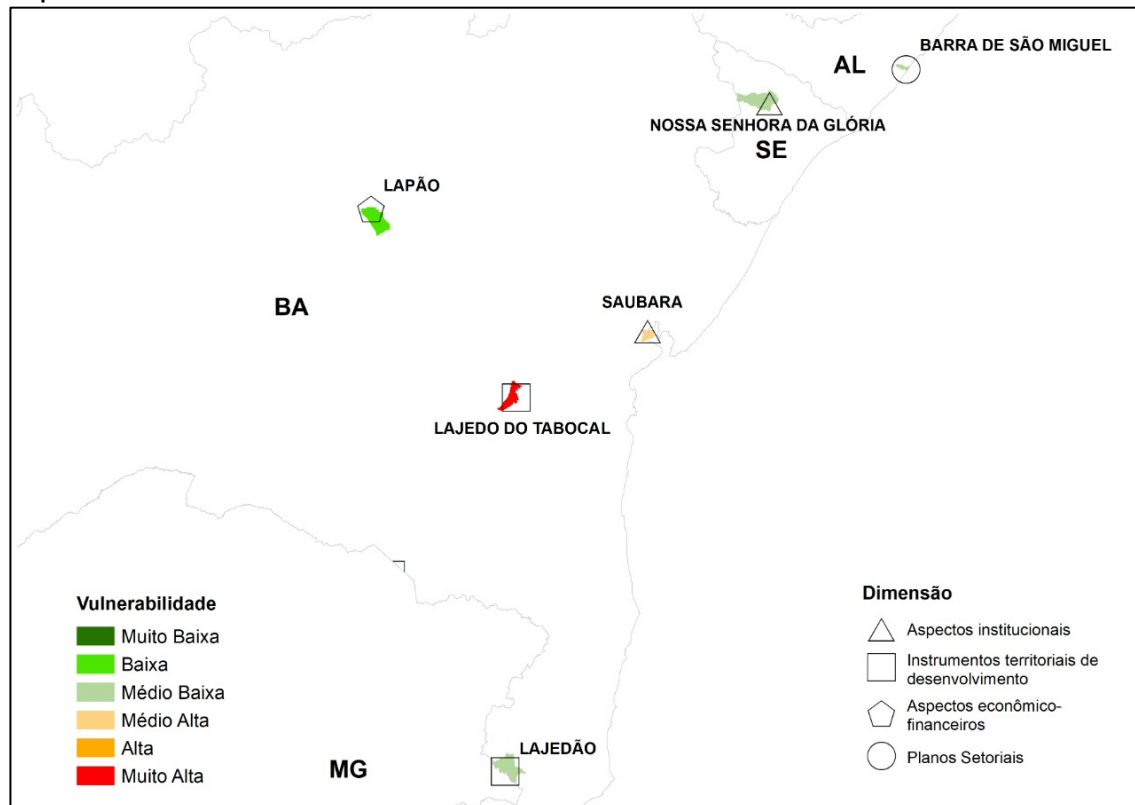 BARRA DE SÃO MIGUEL
AL
NOSSA SENHORA DA GLÓRIA
SE
LAPÃO
BA
SAUBARA
LAJEDO DO TABOCAL
Vulnerabilidade
Muito Baixa
Baixa
Médio Baixa
Médio Alta
Alta
Muito Alta
MG
LAJEDÃO
Dimensão
Aspectos institucionais
Instrumentos territoriais de
desenvolvimento
Aspectos econômico-
financeiros
Planos Setoriais